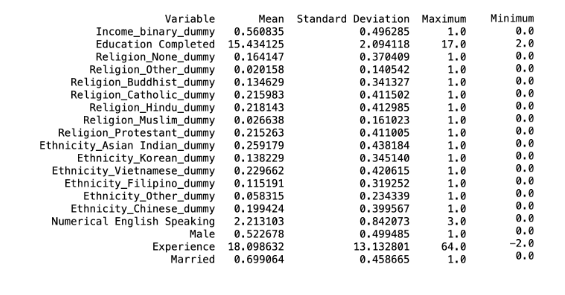 Variable Mean Standard Deviation Maximum Minimum
Income_binary_dummy 0.560835 0.496285 1.0 0.0
Education Completed 15.434125 2.094118 17.0 2.0
Religion_None_dummy 0.164147 0.370409 1.0 0.0
Religion_Other_dummy 0.020158 0.140542 1.0 0.0
Religion_Buddhist_dummy 0.134629 0.341327 1.0 0.0
Religion_Catholic_dummy 0.215983 0.411502 1.0 0.0
Religion_Hindu_dummy 0.218143 0.412985 1.0 0.0
Religion_Muslim_dummy 0.026638 0.161023 1.0 0.0
Religion_Protestant_dummy 0.215263 0.411005 1.0 0.0
Ethnicity_Asian Indian_dummy 0.259179 0.438184 1.0 0.0
Ethnicity_Korean_dummy 0.138229 0.345140 1.0 0.0
Ethnicity_Vietnamese_dummy 0.229662 0.420615 1.0 0.0
Ethnicity_Filipino_dummy 0.115191 0.319252 1.0 0.0
Ethnicity_Other_dummy 0.058315 0.234339 1.0 0.0
Ethnicity_Chinese_dummy 0.199424 0.399567 1.0 0.0
Numerical English Speaking 2.213103 0.842073 3.0 0.0
Male 0.522678 0.499485 1.0 0.0
Experience 18.098632 13.132801 64.0 -2.0
Married 0.699064 0.458665 1.0 0.0